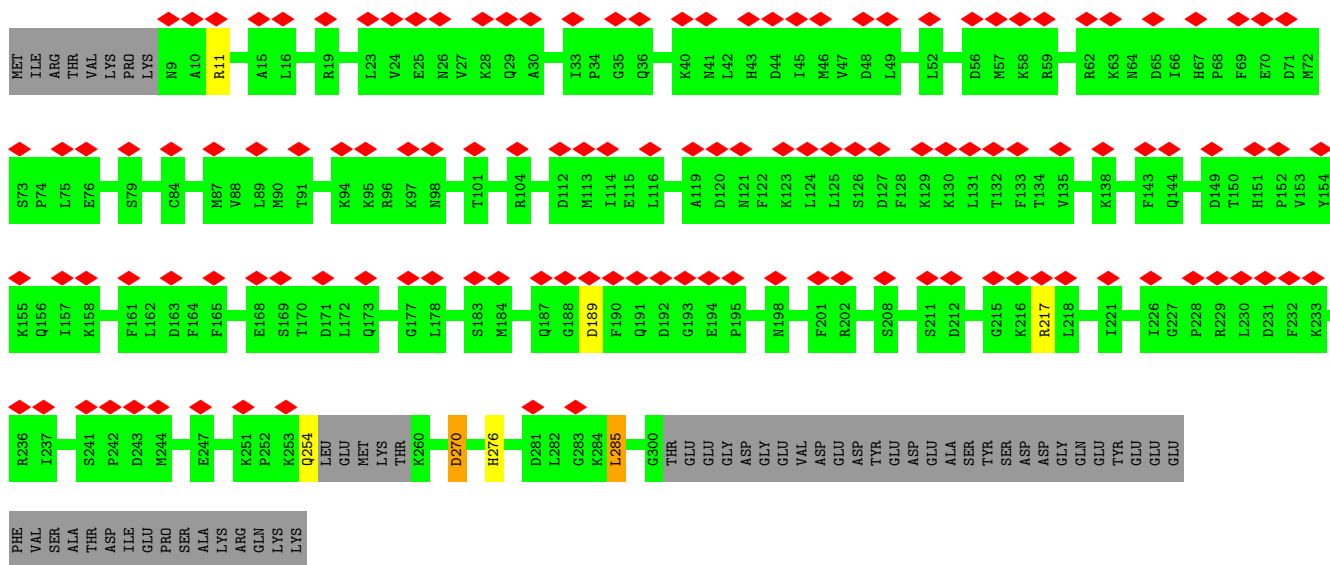 MET ILE ARG THR VAL LYS PRO LYS N9 A10 R11 A15 L16 R19 L23 V24 E25 N26 V27 K28 Q29 A30 I33 P34 G35 Q36 K40 N41 L42 H43 D44 I45 M46 V47 D48 L49 L52 D56 M57 K58 R59 R62 K63 N64 D65 I66 H67 P68 F69 E70 D71 M72
S73 P74 L75 E76 S79 C84 M87 V88 L89 M90 T91 K94 K95 R96 K97 N98 T101 R104 D112 M113 I114 E115 L116 A119 D120 N121 F122 K123 L124 L125 S126 D127 F128 K129 K130 L131 T132 F133 T134 V135 K138 F143 Q144 D149 T150 H151 P152 V153 Y154
K155 Q156 I157 K158 F161 L162 D163 F164 F165 E168 S169 T170 D171 L172 Q173 G177 L178 S183 M184 Q187 G188 D189 F190 Q191 D192 G193 E194 P195 N198 F201 R202 S208 S211 D212 G215 K216 R217 L218 I221 I226 G227 P228 R229 L230 D231 F232 K233
R236 I237 S241 P242 D243 M244 E247 K251 P252 K253 Q254 LEU GLU MET LYS THR K260 D270 H276 D281 L282 G283 K284 L285 G300 THR GLU GLU GLY ASP GLY GLU VAL ASP GLU ASP TYR GLU ASP GLU ALA SER TYR SER ASP ASP GLY GLN GLU TYR GLU GLU GLU
PHE VAL SER ALA THR ASP ILE GLU PRO SER ALA LYS ARG GLN LYS LYS